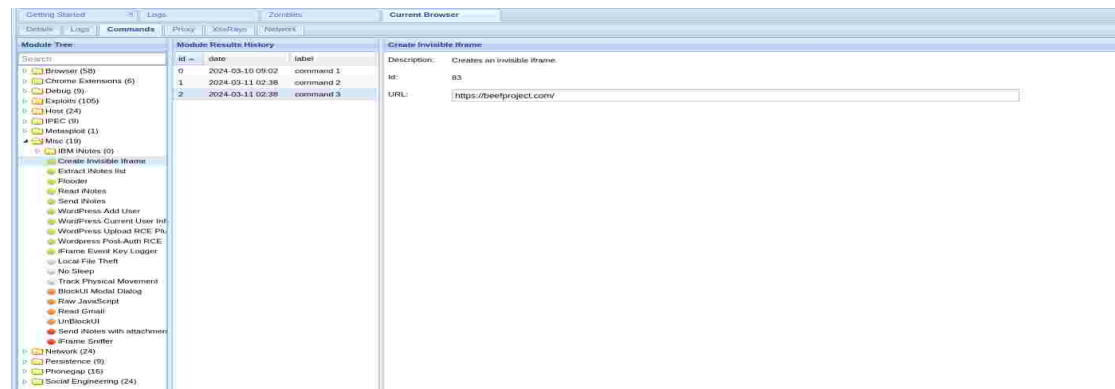 Getting Started Logs Zombies Current Browser
Details Logs Commands Proxy XssRays Network
Module Tree
Search
Browser (58)
Chrome Extensions (6)
Debug (9)
Exploits (105)
Host (24)
IPEC (9)
Metasploit (1)
Misc (19)
IBM iNotes (0)
Create Invisible Iframe
Extract iNotes list
Flooder
Read iNotes
Send iNotes
WordPress Add User
WordPress Current User Inf
WordPress Upload RCE Plu
Wordpress Post-Auth RCE
iFrame Event Key Logger
Local File Theft
No Sleep
Track Physical Movement
BlockUI Modal Dialog
Raw JavaScript
Read Gmail
UnBlockUI
Send iNotes with attachmen
iFrame Sniffer
Network (24)
Persistence (9)
Phonegap (16)
Social Engineering (24)
Module Results History
id date label
0 2024-03-10 09:02 command 1
1 2024-03-11 02:38 command 2
2 2024-03-11 02:38 command 3
Create Invisible Iframe
Description: Creates an invisible iframe.
Id: 83
URL: https://beefproject.com/